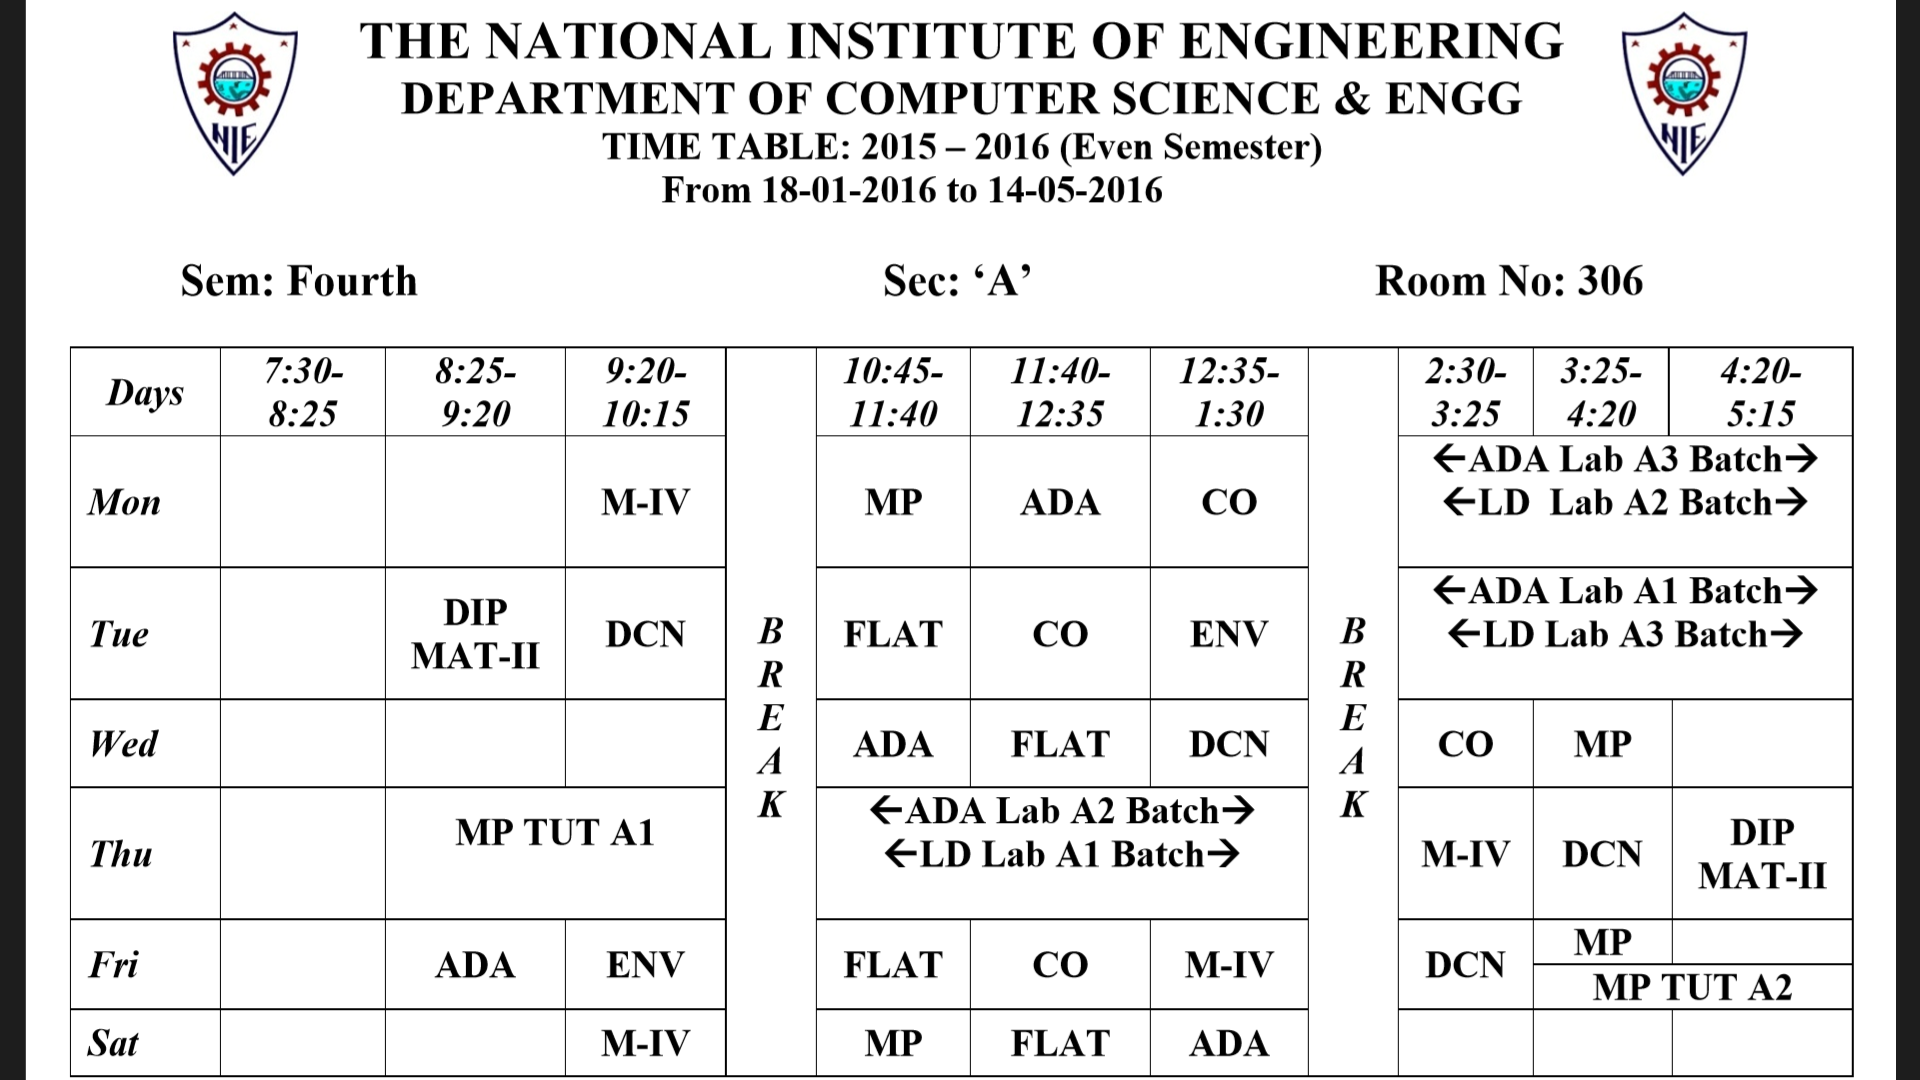 NIE
THE NATIONAL INSTITUTE OF ENGINEERING
NIE
DEPARTMENT OF COMPUTER SCIENCE & ENGG
TIME TABLE: 2015 – 2016 (Even Semester)
From 18-01-2016 to 14-05-2016
Sem: Fourth Sec: ‘A’ Room No: 306
Days 7:30-8:25 8:25-9:20 9:20-10:15 BREAK 10:45-11:40 11:40-12:35 12:35-1:30 BREAK 2:30-3:25 3:25-4:20 4:20-5:15
Mon M-IV MP ADA CO
←ADA Lab A3 Batch→
←LD Lab A2 Batch→
Tue DIP MAT-II DCN FLAT CO ENV
←ADA Lab A1 Batch→
←LD Lab A3 Batch→
Wed ADA FLAT DCN CO MP
Thu MP TUT A1
←ADA Lab A2 Batch→
←LD Lab A1 Batch→
M-IV DCN DIP MAT-II
Fri ADA ENV FLAT CO M-IV DCN MP
MP TUT A2
Sat M-IV MP FLAT ADA